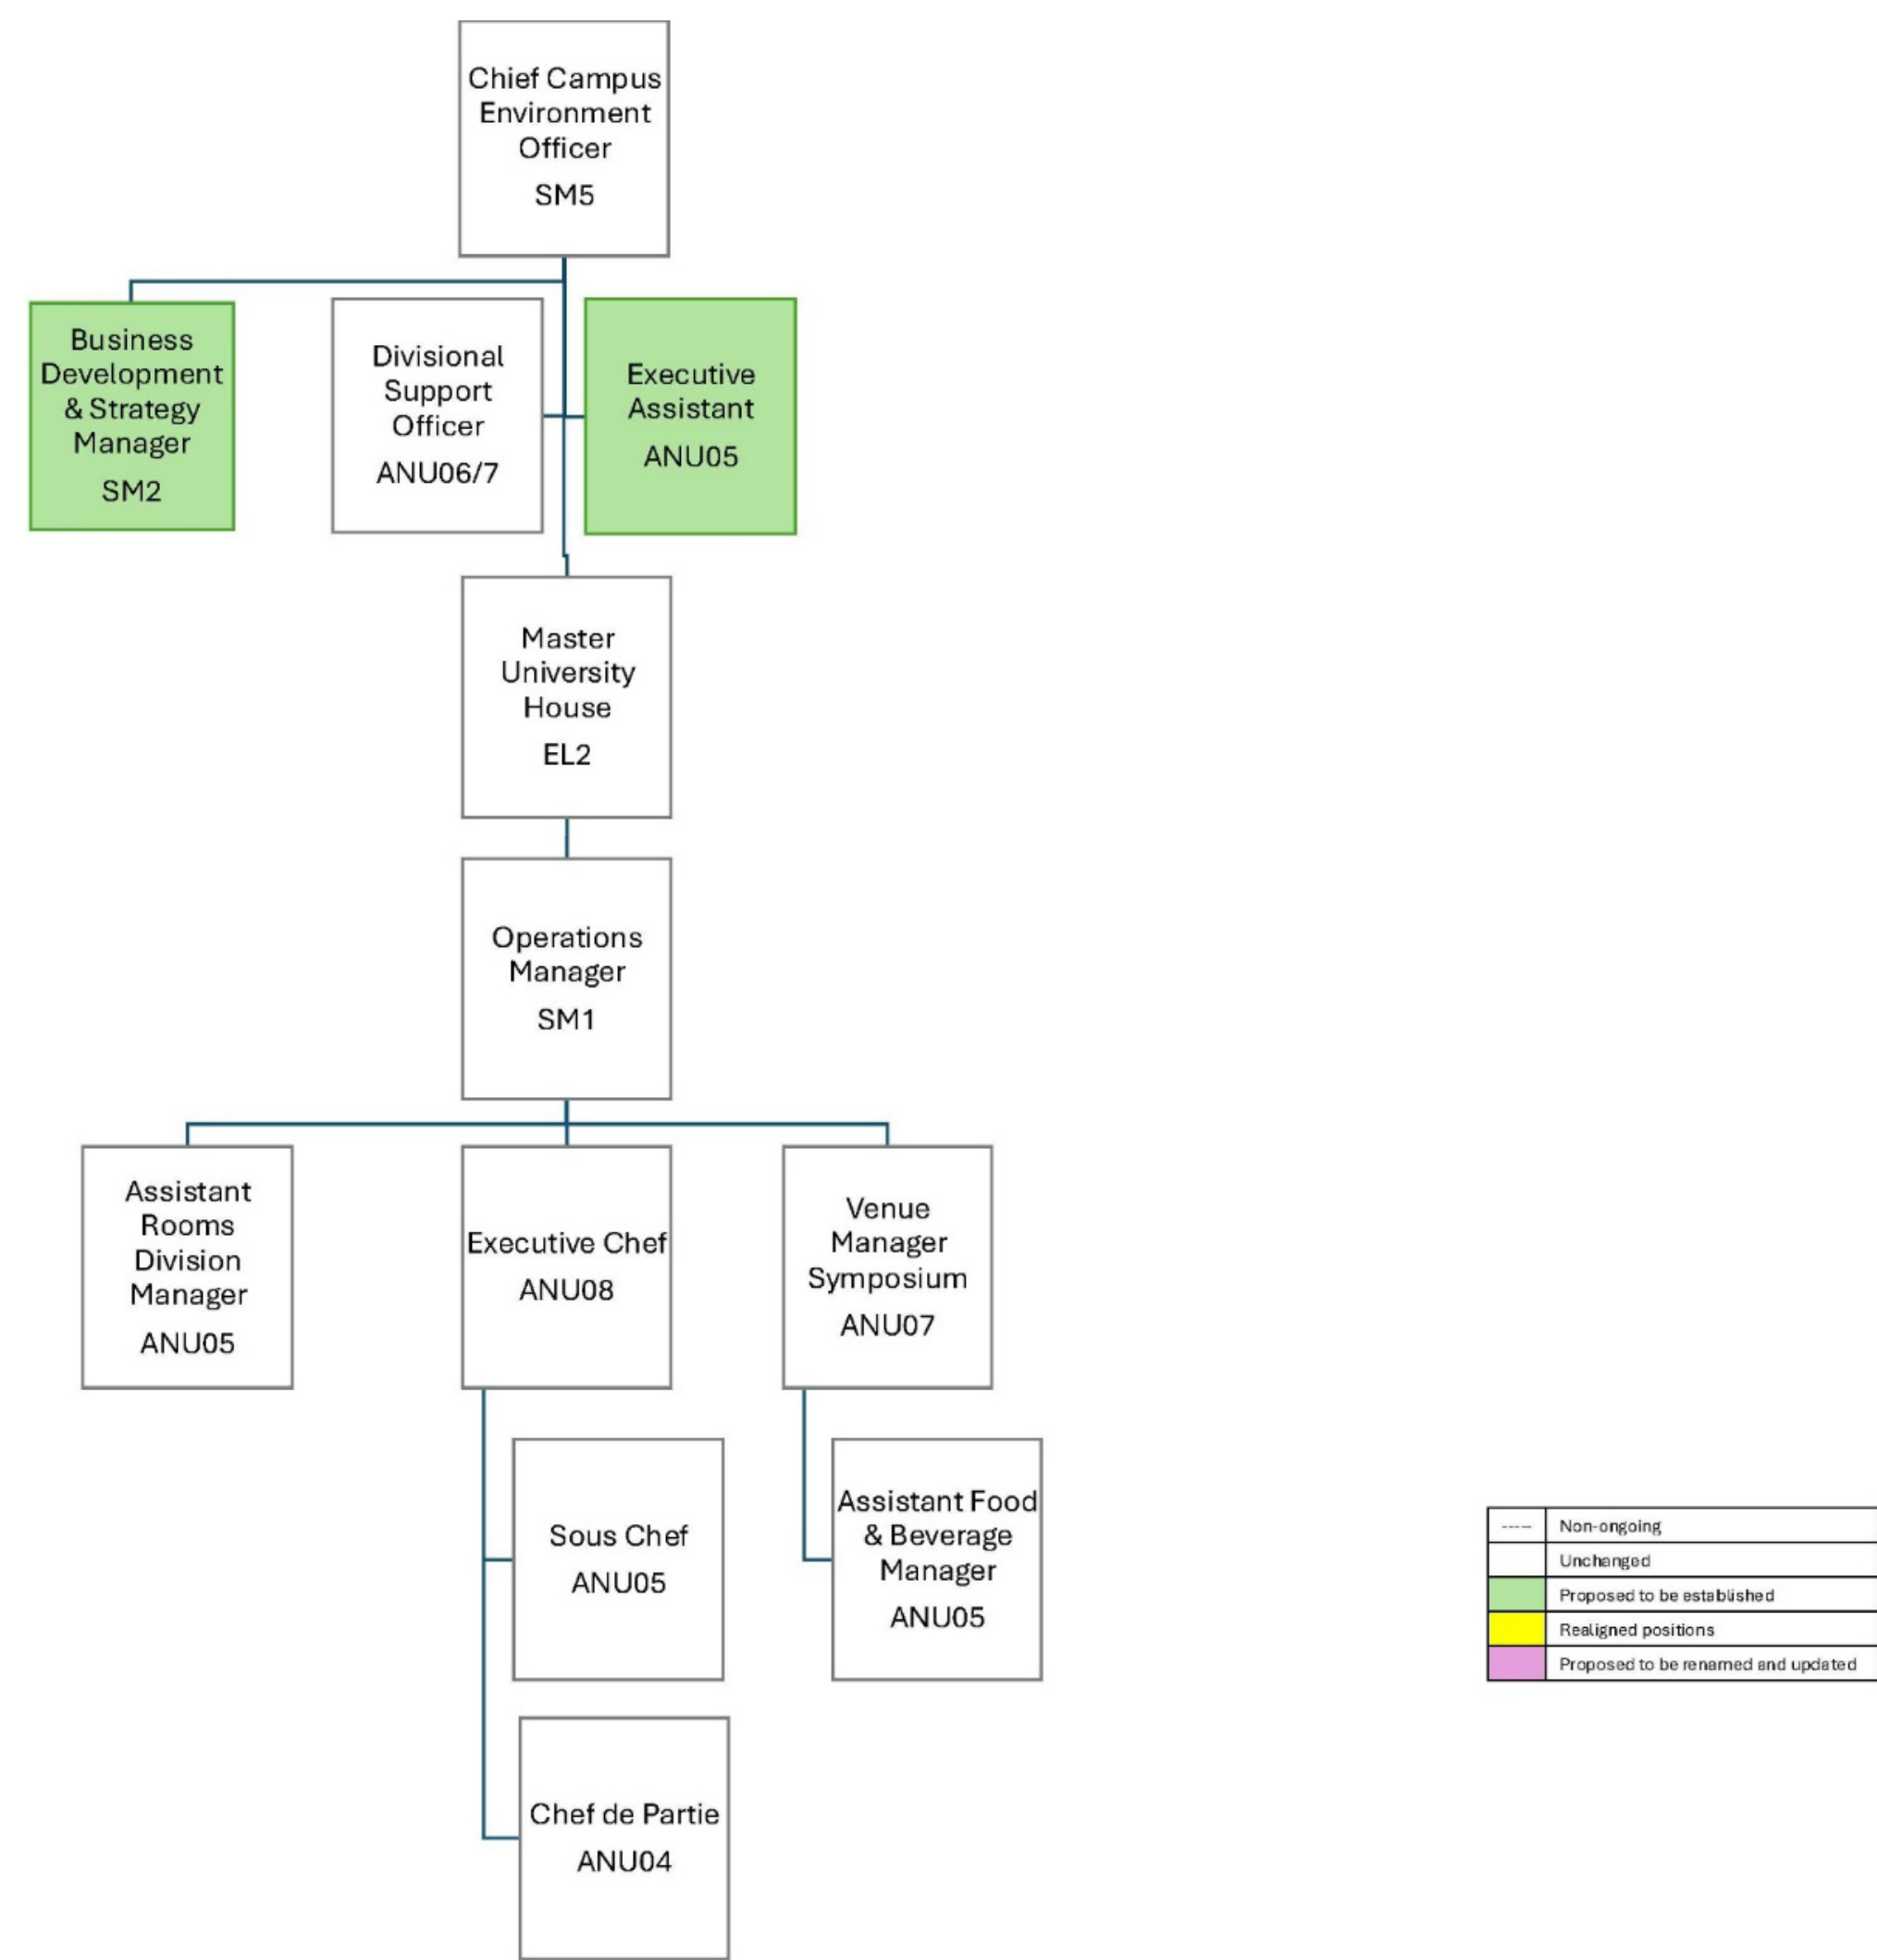 Chief Campus
Environment
Officer
SM5
Business
Development
& Strategy
Manager
SM2
Divisional
Support
Officer
ANU06/7
Executive
Assistant
ANU05
Master
University
House
EL2
Operations
Manager
SM1
Assistant
Rooms
Division
Manager
ANU05
Executive Chef
ANU08
Venue
Manager
Symposium
ANU07
Sous Chef
ANU05
Assistant Food
& Beverage
Manager
ANU05
Chef de Partie
ANU04
---- Non-ongoing
Unchanged
Proposed to be established
Realigned positions
Proposed to be renamed and updated